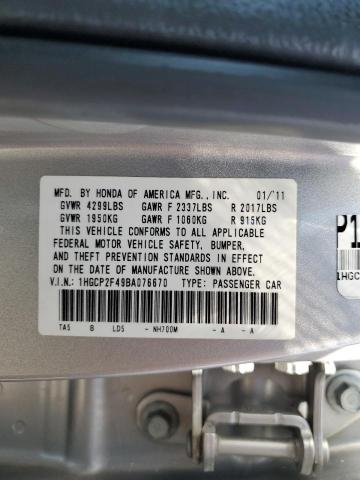 MFD. BY HONDA OF AMERICA MFG., INC. 01/'11
GVWR 4299LBS GAWR F 2337LBS R 2017LBS
GVWR 1950KG GAWR F 1060KG R 915KG
THIS VEHICLE CONFORMS TO ALL APPLICABLE
FEDERAL MOTOR VEHICLE SAFETY, BUMPER,
AND THEFT PREVENTION STANDARDS IN EFFECT
ON THE DATE OF MANUFACTURE SHOWN ABOVE.
V.I.N.: 1HGCP2F49BA076670 TYPE: PASSENGER CAR
TA5 B LD5 - NH700M - A - A
P1
1HGC